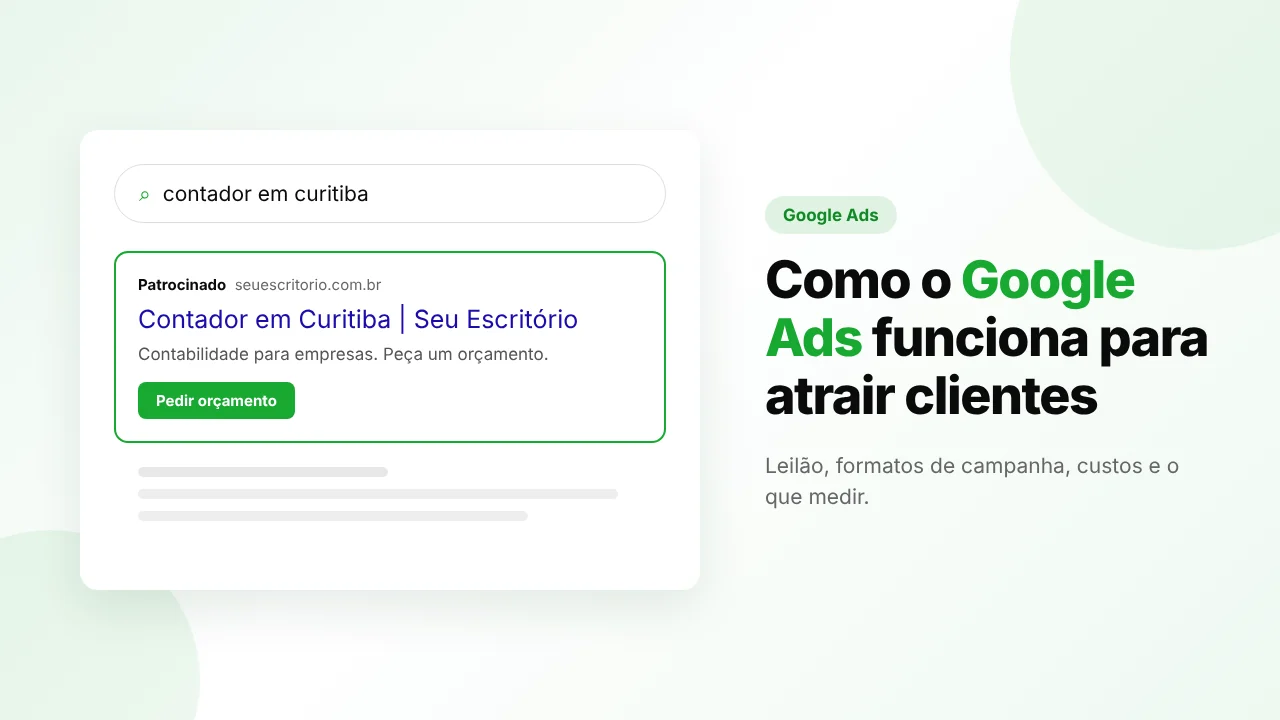 contador em curitiba
Patrocinado seuescritorio.com.br
Contador em Curitiba | Seu Escritório
Contabilidade para empresas. Peça um orçamento.
Pedir orçamento
Google Ads
Como o Google
Ads funciona para
atrair clientes
Leilão, formatos de campanha, custos e o
que medir.